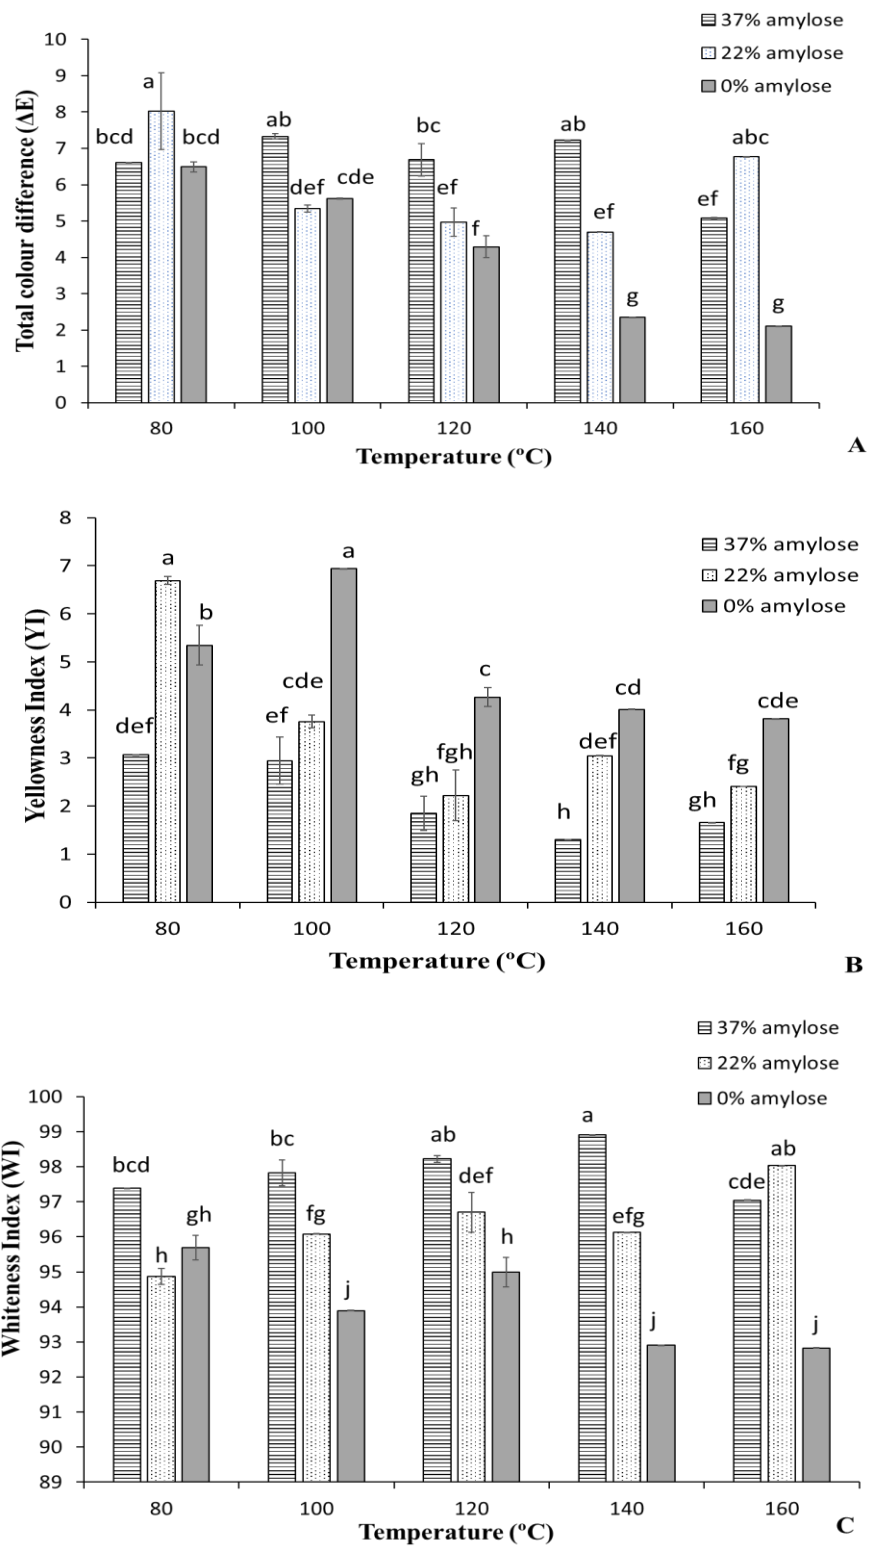 37% amylose
22% amylose
0% amylose
Total colour difference (ΔE)
10
9
8
7
6
5
4
3
2
1
0
bcd a bcd ab def cde bc ef f ab ef g ef abc g
80 100 120 140 160
Temperature (ºC)
A
37% amylose
22% amylose
0% amylose
Yellowness Index (YI)
8
7
6
5
4
3
2
1
0
def a b ef cde a gh fgh c h def cd gh fg cde
80 100 120 140 160
Temperature (ºC)
B
37% amylose
22% amylose
0% amylose
Whiteness Index (WI)
100
99
98
97
96
95
94
93
92
91
90
89
bcd h gh bc fg j ab def h a efg j cde ab j
80 100 120 140 160
Temperature (ºC)
C